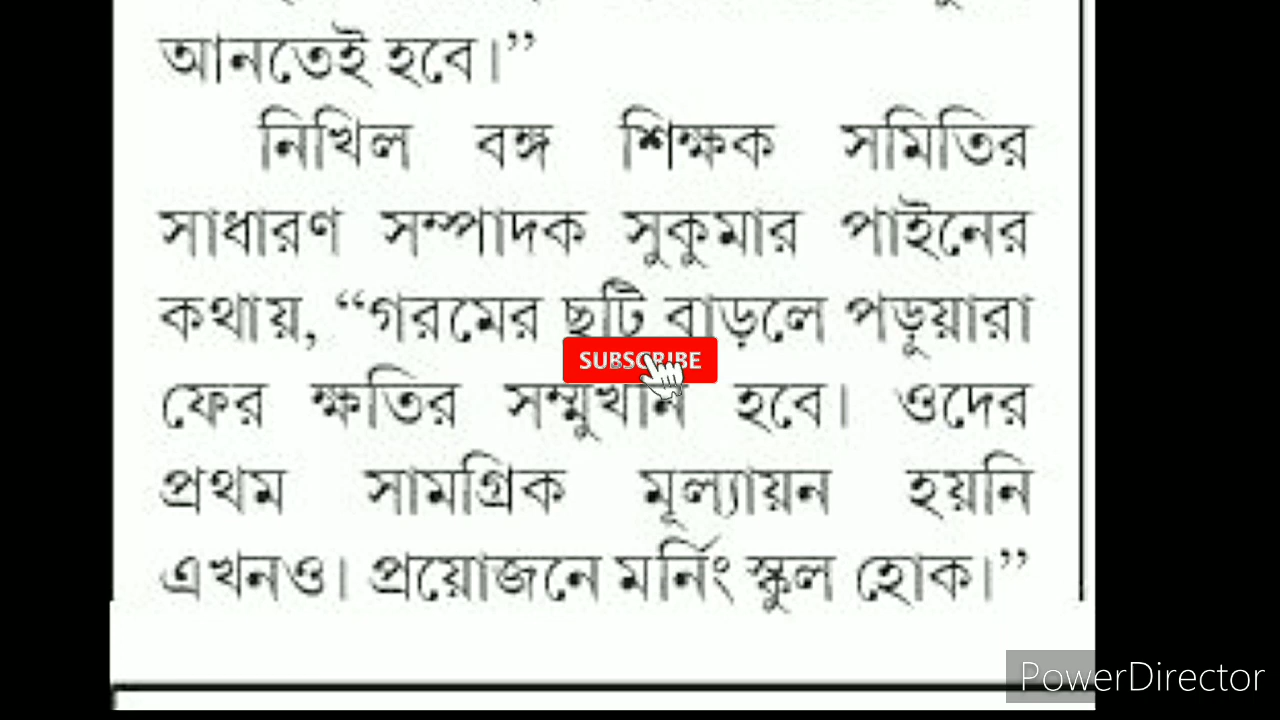 আনতেই হবে।”
নিখিল বঙ্গ শিক্ষক সমিতির
সাধারণ সম্পাদক সুকুমার পাইনের
কথায়, “গরমের ছুটি বাড়লে পড়ুয়ারা
SUBSCRIBE
ফের ক্ষতির সম্মুখীন হবে। ওদের
প্রথম সামগ্রিক মূল্যায়ন হয়নি
এখনও। প্রয়োজনে মর্নিং স্কুল হোক।”
PowerDirector